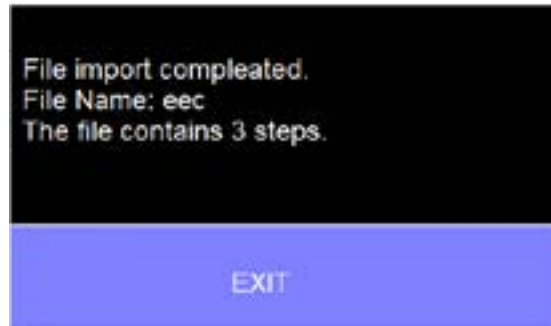 File import compleated.
File Name: eec
The file contains 3 steps.
EXIT